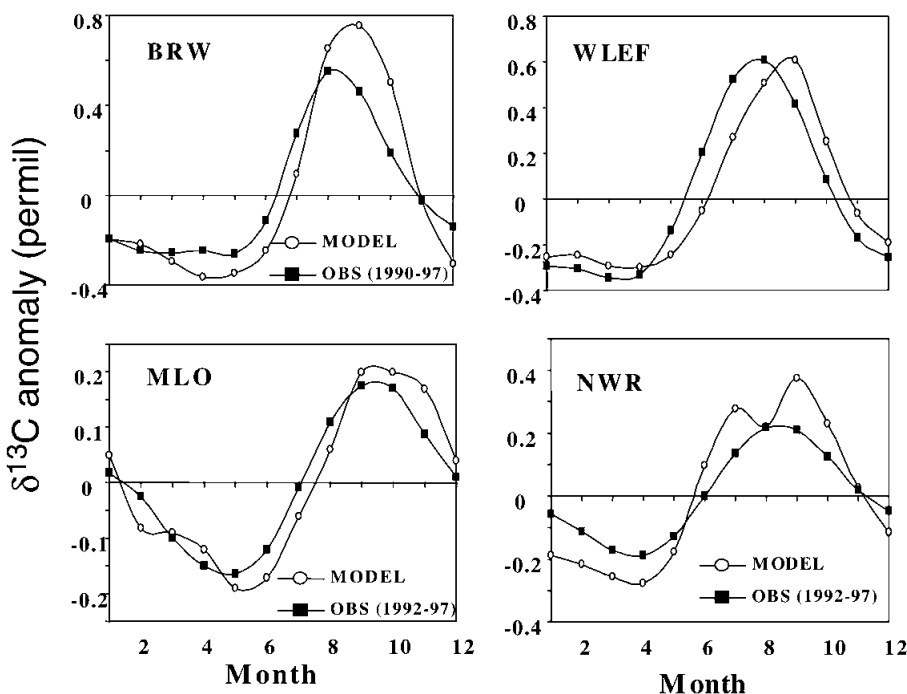 δ13C anomaly (permil)
BRW
0.8
0.4
0
-0.4
MODEL
OBS (1990-97)
WLEF
0.8
0.6
0.2
0
-0.2
-0.4
MLO
0.2
0.1
0
-0.1
-0.2
MODEL
OBS (1992-97)
2 4 6 8 10 12
Month
NWR
0.4
0.2
0
-0.2
-0.4
MODEL
OBS (1992-97)
2 4 6 8 10 12
Month